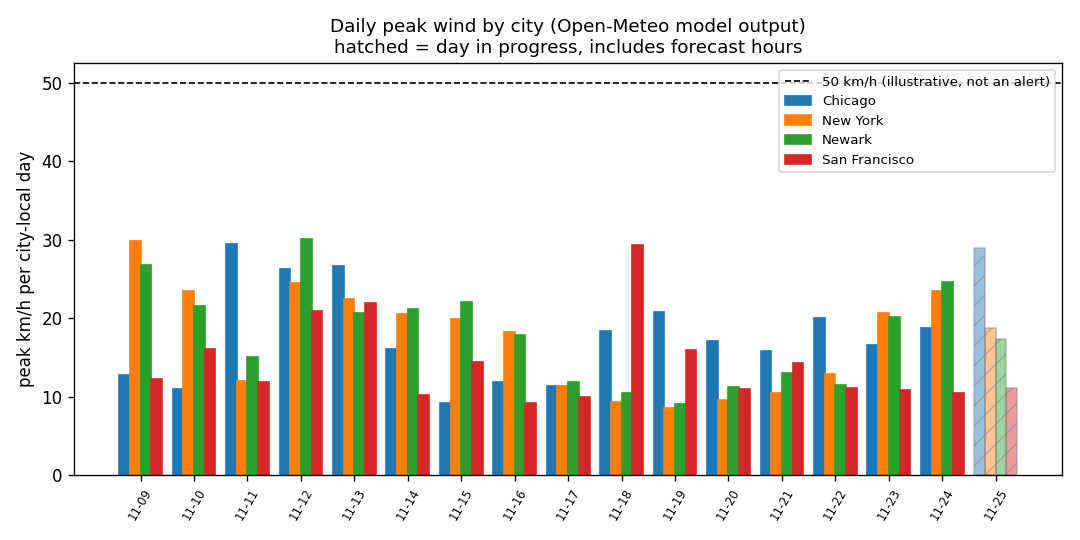 Daily peak wind by city (Open-Meteo model output)
hatched = day in progress, includes forecast hours
peak km/h per city-local day
50
40
30
20
10
0
50 km/h (illustrative, not an alert)
Chicago
New York
Newark
San Francisco
11-09
11-10
11-11
11-12
11-13
11-14
11-15
11-16
11-17
11-18
11-19
11-20
11-21
11-22
11-23
11-24
11-25